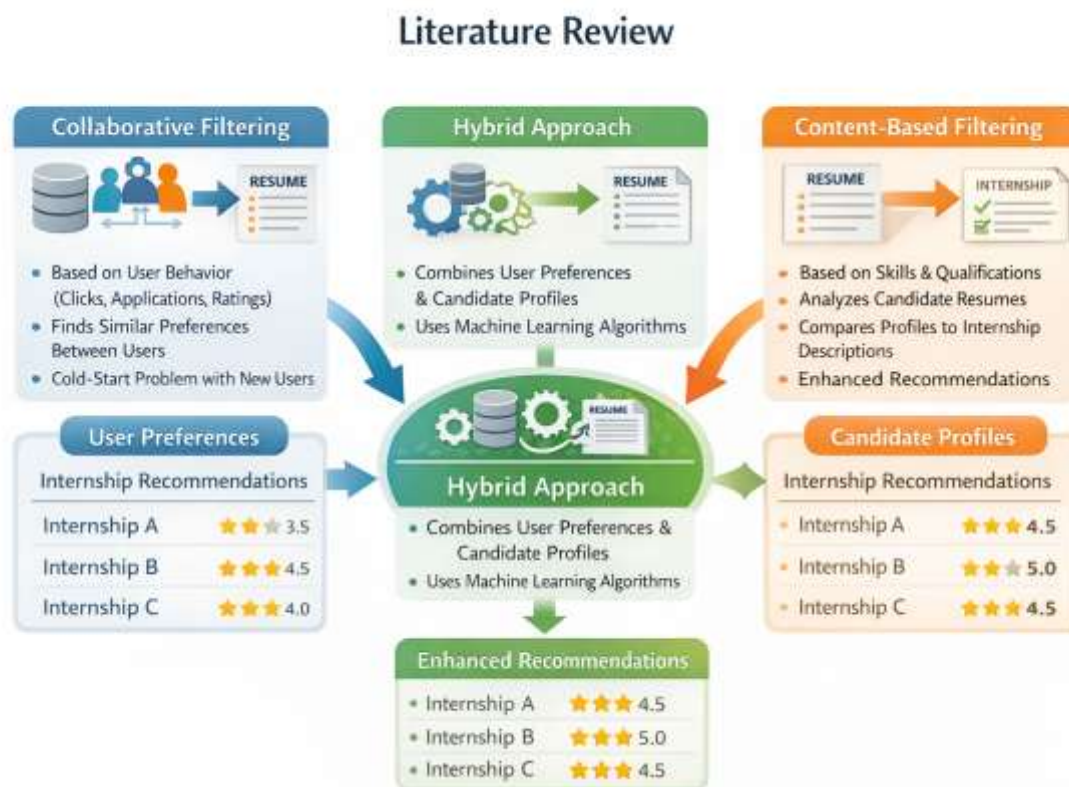 Literature Review
Collaborative Filtering
RESUME
• Based on User Behavior
(Clicks, Applications, Ratings)
• Finds Similar Preferences
Between Users
• Cold-Start Problem with New Users
Hybrid Approach
RESUME
• Combines User Preferences
& Candidate Profiles
• Uses Machine Learning Algorithms
Content-Based Filtering
RESUME
INTERNSHIP
• Based on Skills & Qualifications
• Analyzes Candidate Resumes
• Compares Profiles to Internship
Descriptions
• Enhanced Recommendations
User Preferences
Internship Recommendations
Internship A 3.5
Internship B 4.5
Internship C 4.0
RESUME
Hybrid Approach
• Combines User Preferences &
Candidate Profiles
• Uses Machine Learning Algorithms
Candidate Profiles
Internship Recommendations
• Internship A 4.5
• Internship B 5.0
• Internship C 4.5
Enhanced Recommendations
• Internship A 4.5
• Internship B 5.0
• Internship C 4.5